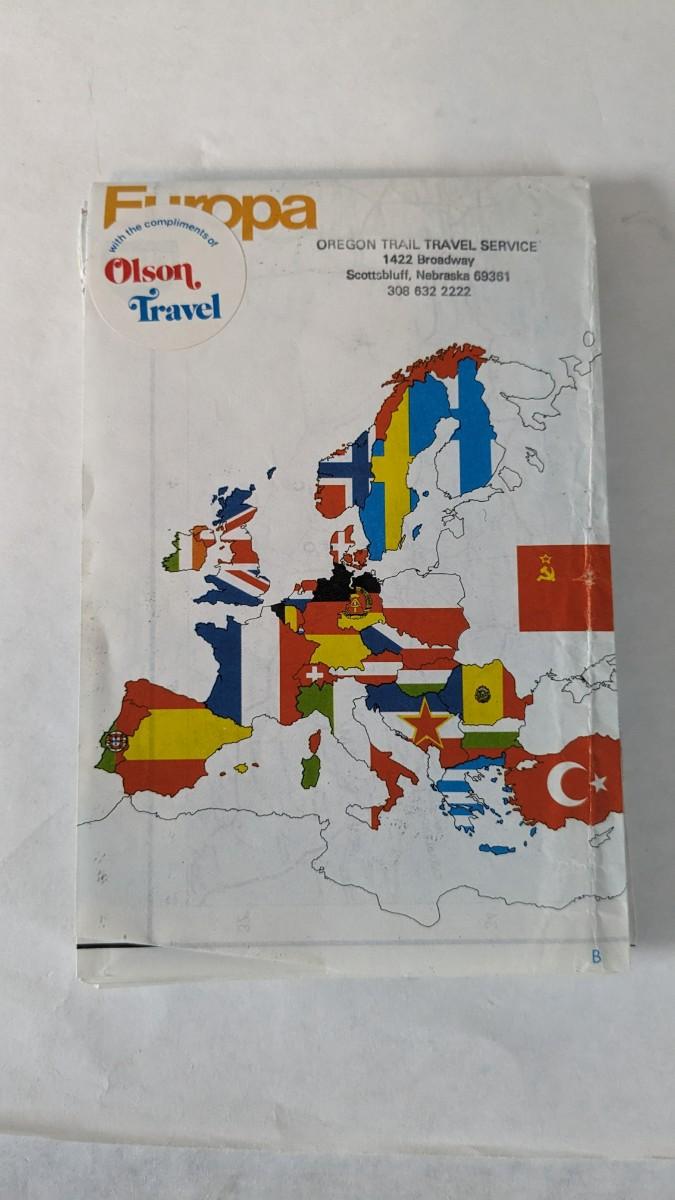 Europa
with the compliments of
Olson
Travel
OREGON TRAIL TRAVEL SERVICE
1422 Broadway
Scottsbluff, Nebraska 69361
308 632 2222
B